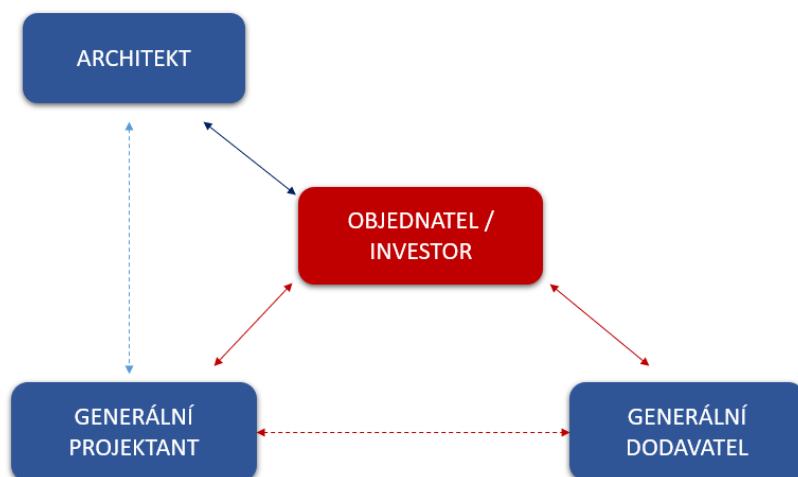 ARCHITEKT
OBJEDNATEL /
INVESTOR
GENERÁLNÍ
PROJEKTANT
GENERÁLNÍ
DODAVATEL